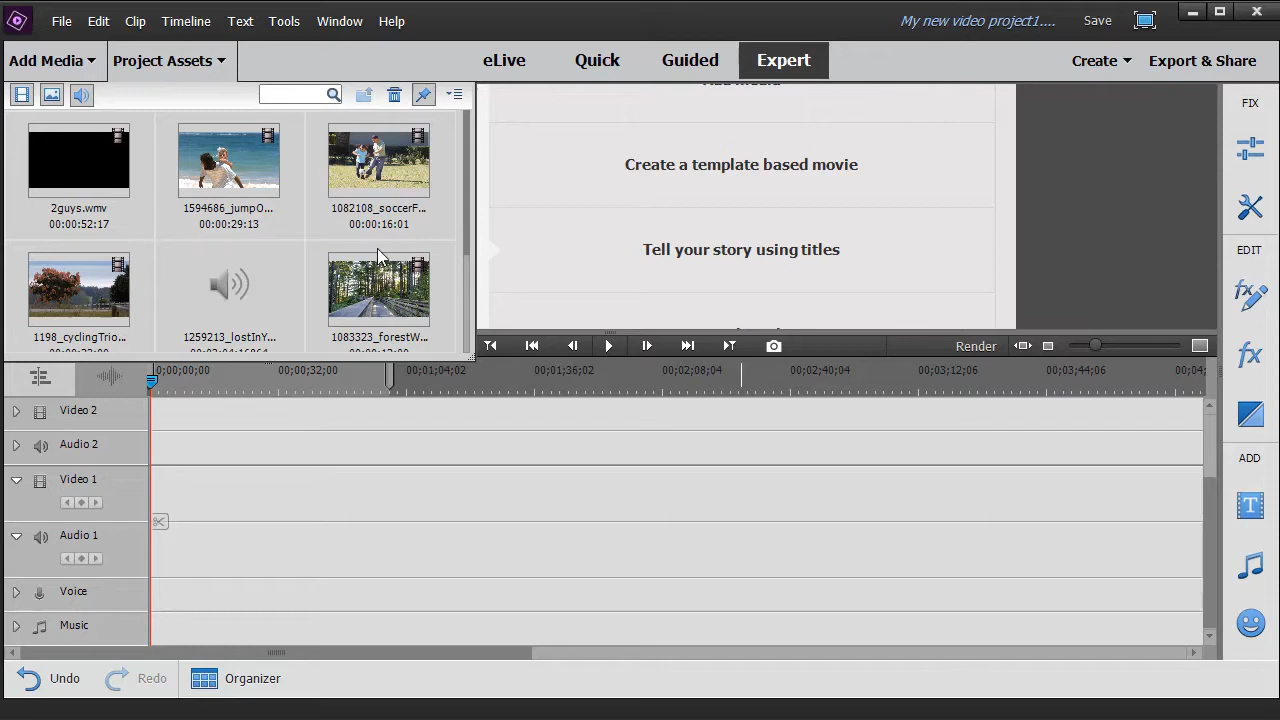 File Edit Clip Timeline Text Tools Window Help My new video project1.... Save
Add Media Project Assets eLive Quick Guided Expert Create Export & Share
FIX
Create a template based movie
2guys.wmv 1594686_jumpO... 1082108_soccerF...
00:00:52:17 00:00:29:13 00:00:16:01
Tell your story using titles
EDIT
1198_cyclingTrio... 1259213_lostInY... 1083323_forestW...
Render
0;00;00;00 00;00;32;00 00;01;04;02 00;01;36;02 00;02;08;04 00;02;40;04 00;03;12;06 00;03;44;06 00;04;
Video 2
Audio 2
ADD
Video 1
Audio 1
Voice
Music
Undo Redo Organizer